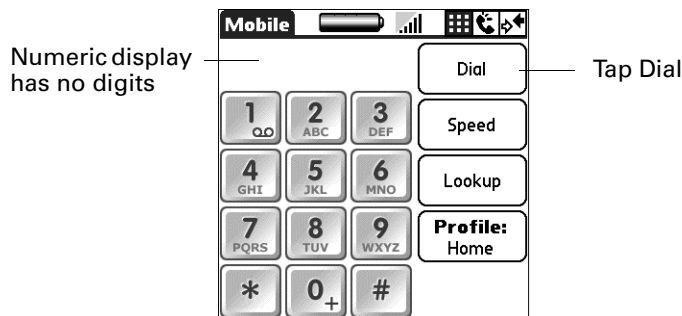 Mobile
Numeric display
has no digits
Dial
Tap Dial
1
2 ABC
3 DEF
Speed
4 GHI
5 JKL
6 MNO
Lookup
7 PQRS
8 TUV
9 WXYZ
Profile:
Home
*
0 +
#